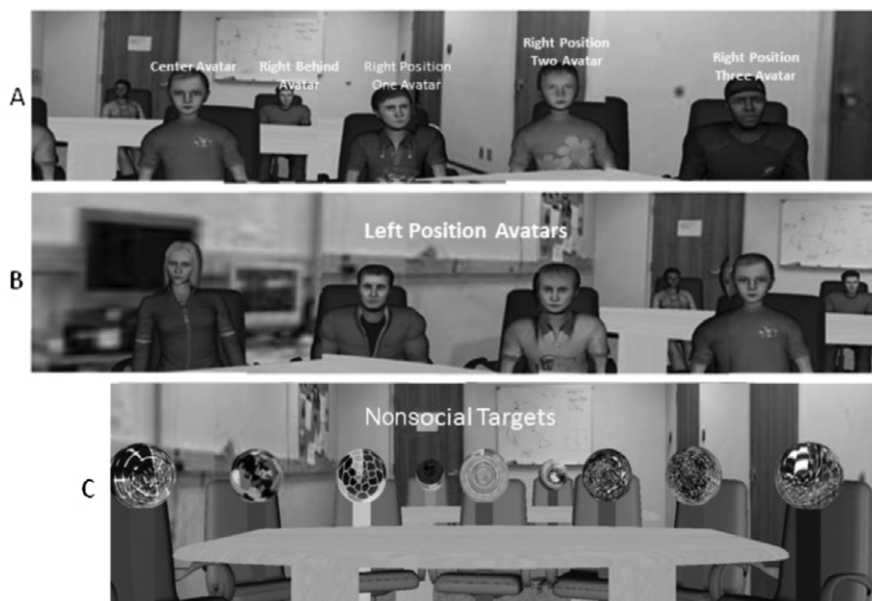 A
Center Avatar
Right Behind
Avatar
Right Position
One Avatar
Right Position
Two Avatar
Right Position
Three Avatar
B
Left Position Avatars
C
Nonsocial Targets